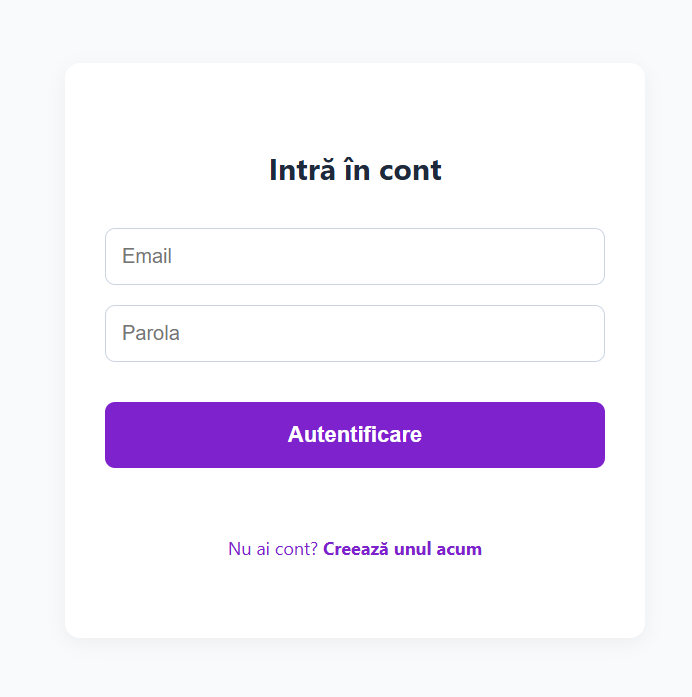 Intră în cont
Email
Parola
Autentificare
Nu ai cont? Creează unul acum